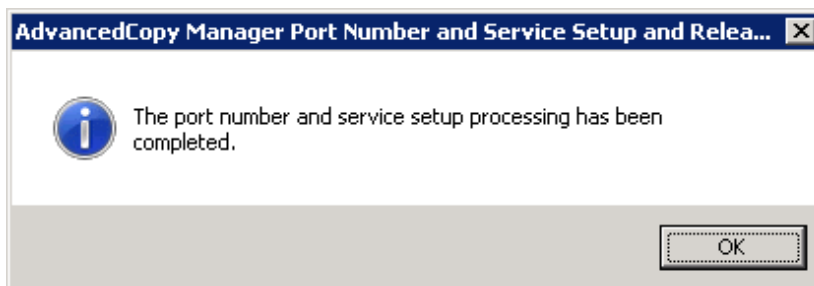 AdvancedCopy Manager Port Number and Service Setup and Relea...
The port number and service setup processing has been
completed.
OK